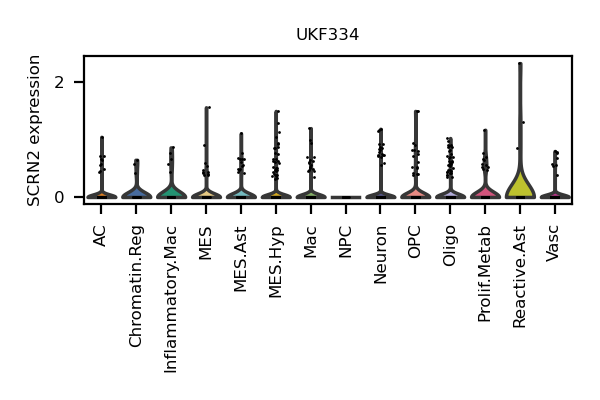 UKF334
SCRN2 expression
2
0
AC
Chromatin.Reg
Inflammatory.Mac
MES
MES.Ast
MES.Hyp
Mac
NPC
Neuron
OPC
Oligo
Prolif.Metab
Reactive.Ast
Vasc